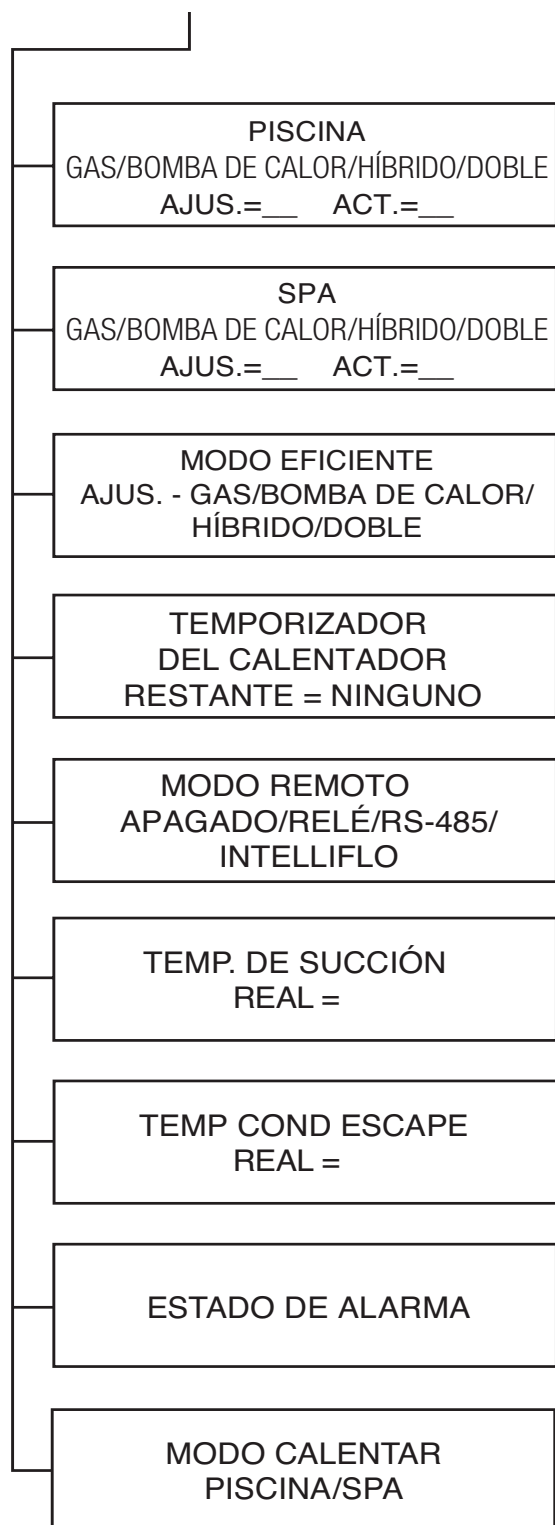 PISCINA
GAS/BOMBA DE CALOR/HÍBRIDO/DOBLE
AJUS.=__ ACT.=__
SPA
GAS/BOMBA DE CALOR/HÍBRIDO/DOBLE
AJUS.=__ ACT.=__
MODO EFICIENTE
AJUS. - GAS/BOMBA DE CALOR/
HÍBRIDO/DOBLE
TEMPORIZADOR
DEL CALENTADOR
RESTANTE = NINGUNO
MODO REMOTO
APAGADO/RELÉ/RS-485/
INTELLIFLO
TEMP. DE SUCCIÓN
REAL =
TEMP COND ESCAPE
REAL =
ESTADO DE ALARMA
MODO CALENTAR
PISCINA/SPA